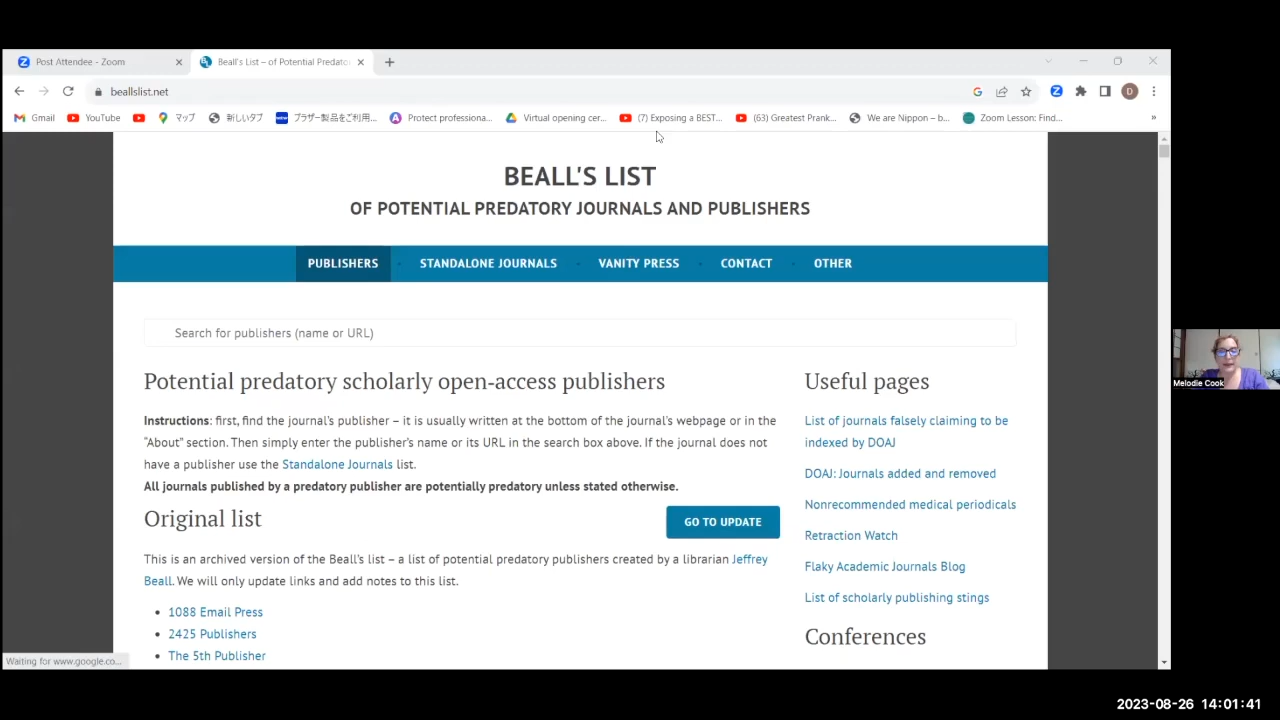 Post Attendee - Zoom
Beall's List – of Potential Predato
beallslist.net
Gmail
YouTube
マップ
新しいタブ
ブラザー製品をご利用...
Protect professiona...
Virtual opening cer...
(7) Exposing a BEST...
(63) Greatest Prank...
We are Nippon – b...
Zoom Lesson: Find...
BEALL'S LIST
OF POTENTIAL PREDATORY JOURNALS AND PUBLISHERS
PUBLISHERS
STANDALONE JOURNALS
VANITY PRESS
CONTACT
OTHER
Search for publishers (name or URL)
Potential predatory scholarly open-access publishers
Instructions: first, find the journal's publisher – it is usually written at the bottom of the journal's webpage or in the
“About” section. Then simply enter the publisher's name or its URL in the search box above. If the journal does not
have a publisher use the Standalone Journals list.
All journals published by a predatory publisher are potentially predatory unless stated otherwise.
Original list
GO TO UPDATE
This is an archived version of the Beall's list – a list of potential predatory publishers created by a librarian Jeffrey
Beall. We will only update links and add notes to this list.
1088 Email Press
2425 Publishers
The 5th Publisher
Useful pages
List of journals falsely claiming to be
indexed by DOAJ
DOAJ: Journals added and removed
Nonrecommended medical periodicals
Retraction Watch
Flaky Academic Journals Blog
List of scholarly publishing stings
Conferences
Waiting for www.google.co...
Melodie Cook
2023-08-26 14:01:41